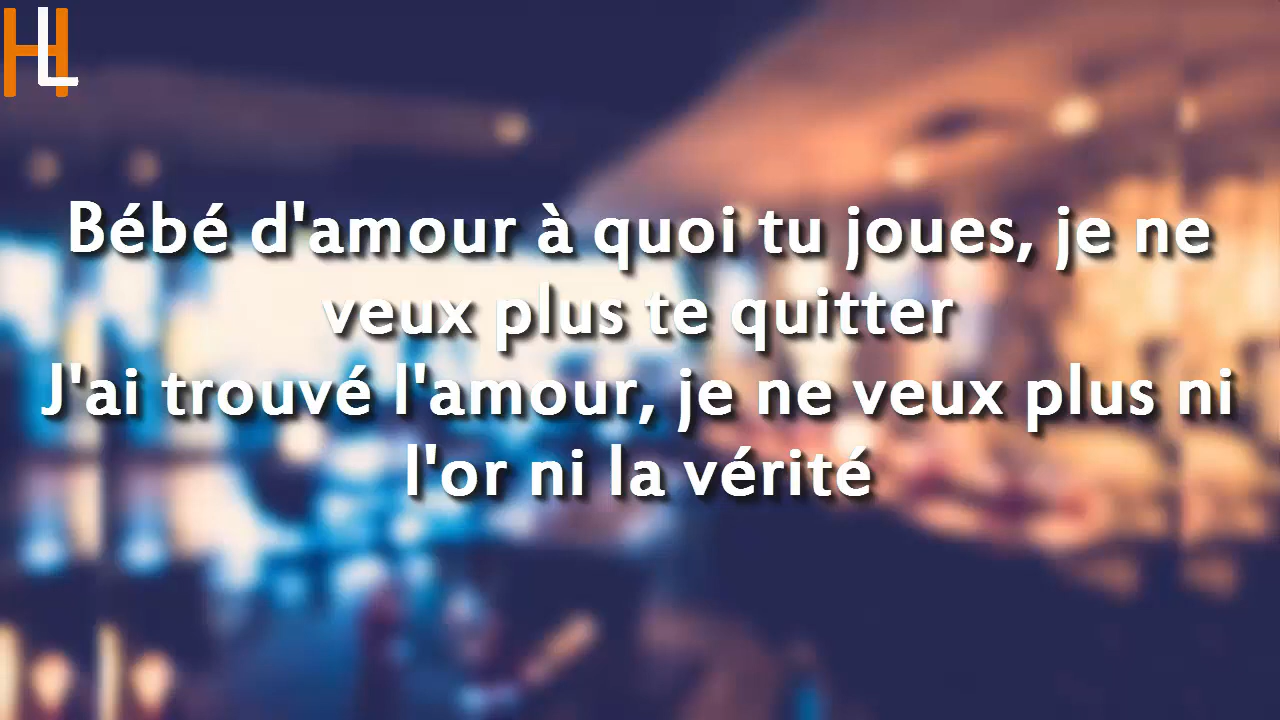 HL
Bébé d'amour à quoi tu joues, je ne
veux plus te quitter
J'ai trouvé l'amour, je ne veux plus ni
l'or ni la vérité